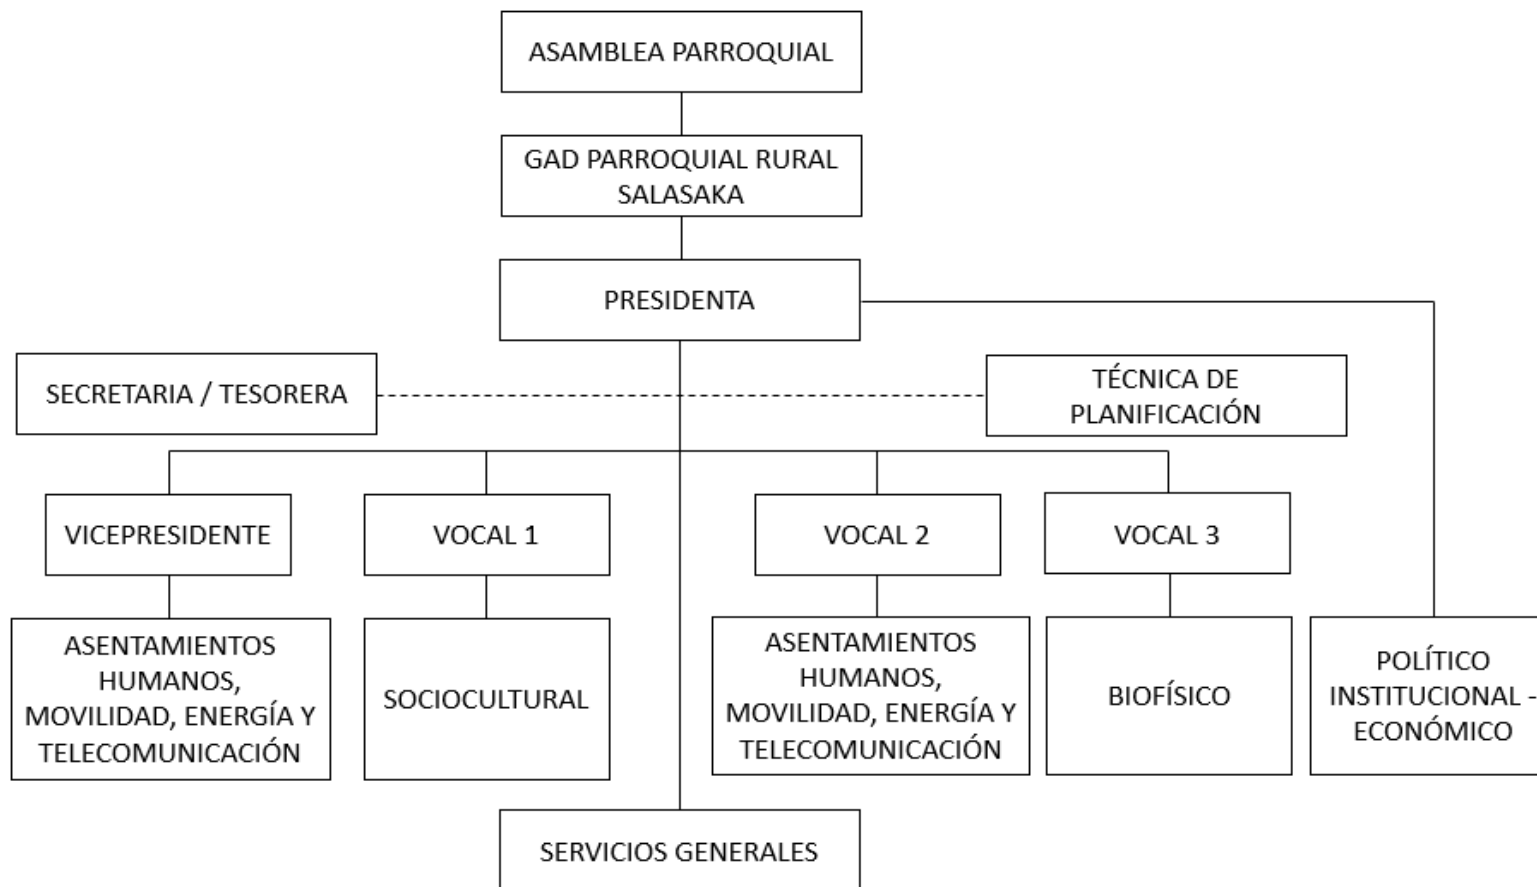 ASAMBLEA PARROQUIAL
GAD PARROQUIAL RURAL
SALASAKA
PRESIDENTA
SECRETARIA / TESORERA
TÉCNICA DE
PLANIFICACIÓN
VICEPRESIDENTE
VOCAL 1
VOCAL 2
VOCAL 3
ASENTAMIENTOS
HUMANOS,
MOVILIDAD, ENERGÍA Y
TELECOMUNICACIÓN
SOCIOCULTURAL
ASENTAMIENTOS
HUMANOS,
MOVILIDAD, ENERGÍA Y
TELECOMUNICACIÓN
BIOFÍSICO
POLÍTICO
INSTITUCIONAL -
ECONÓMICO
SERVICIOS GENERALES